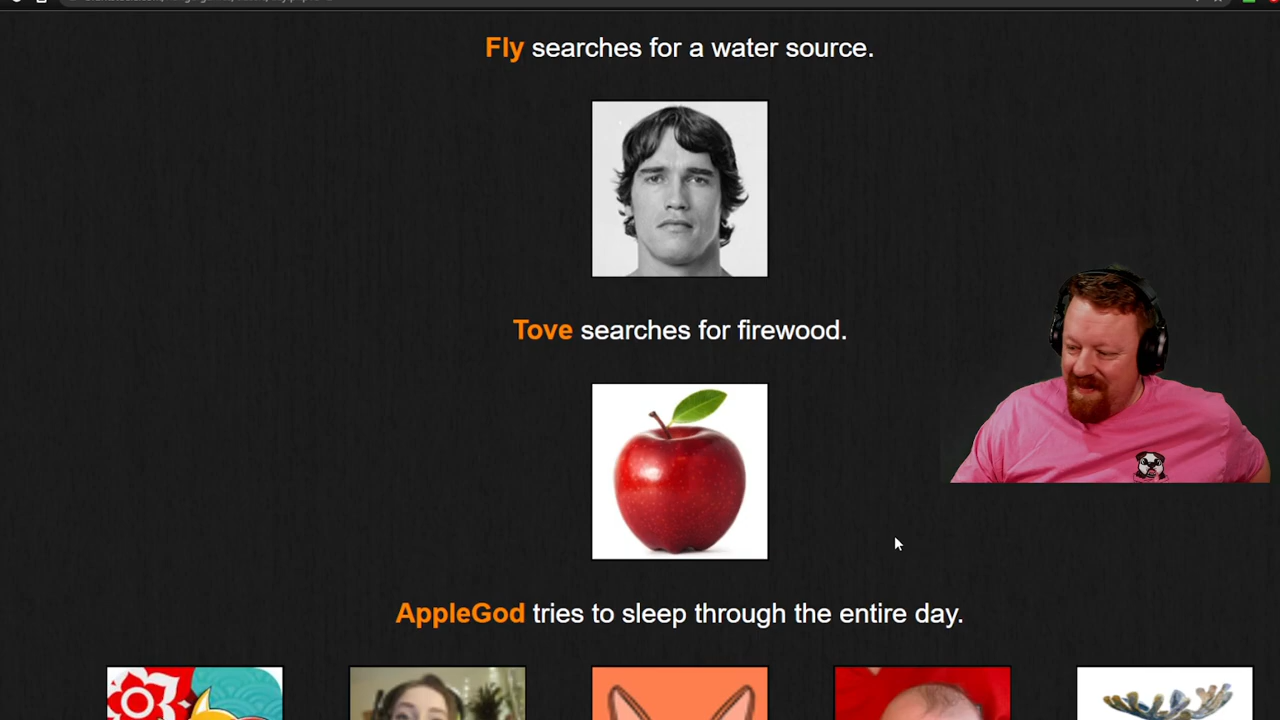 Fly searches for a water source.
Tove searches for firewood.
AppleGod tries to sleep through the entire day.